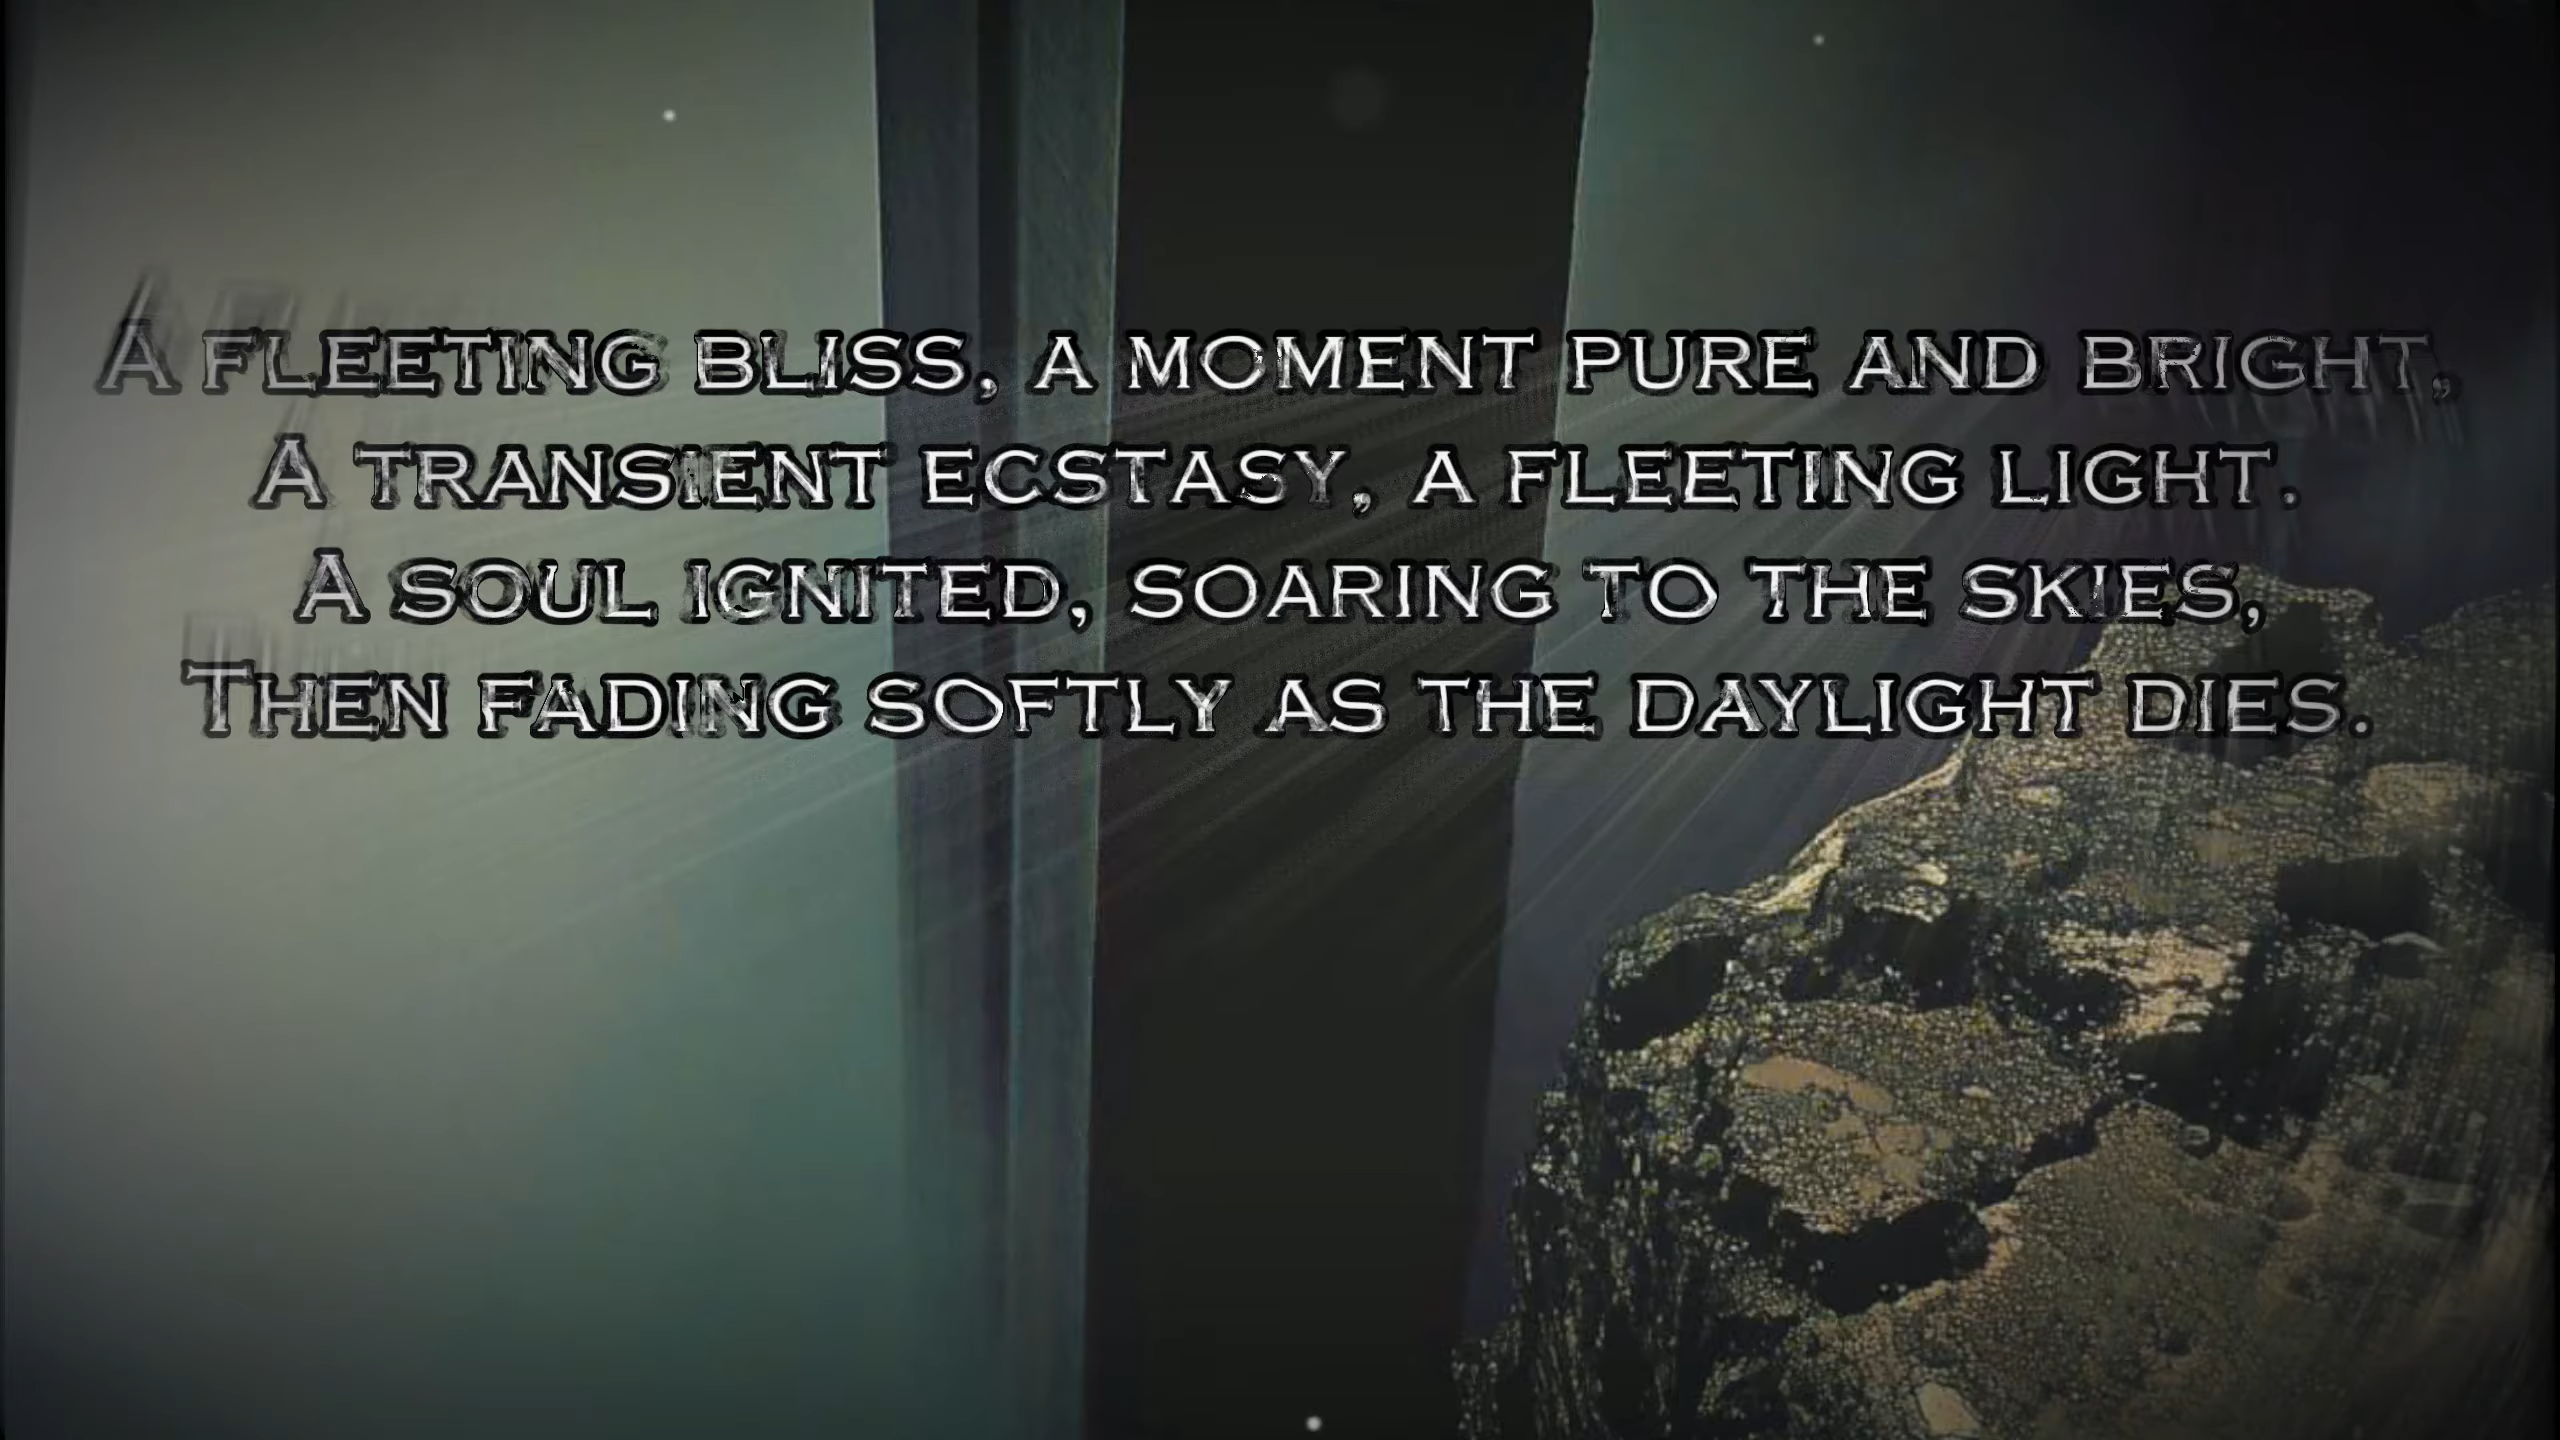 A fleeting bliss, a moment pure and bright,
A transient ecstasy, a fleeting light.
A soul ignited, soaring to the skies,
Then fading softly as the daylight dies.